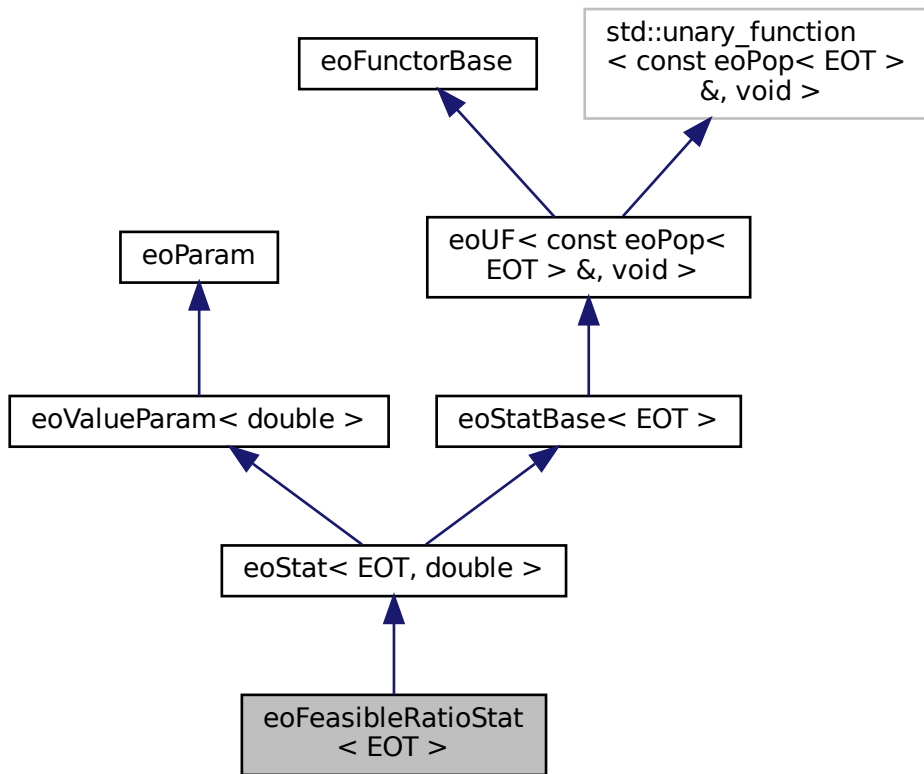 std::unary_function
< const eoPop< EOT >
&, void >
eoFunctorBase
eoUF< const eoPop<
EOT > &, void >
eoParam
eoValueParam< double >
eoStatBase< EOT >
eoStat< EOT, double >
eoFeasibleRatioStat
< EOT >